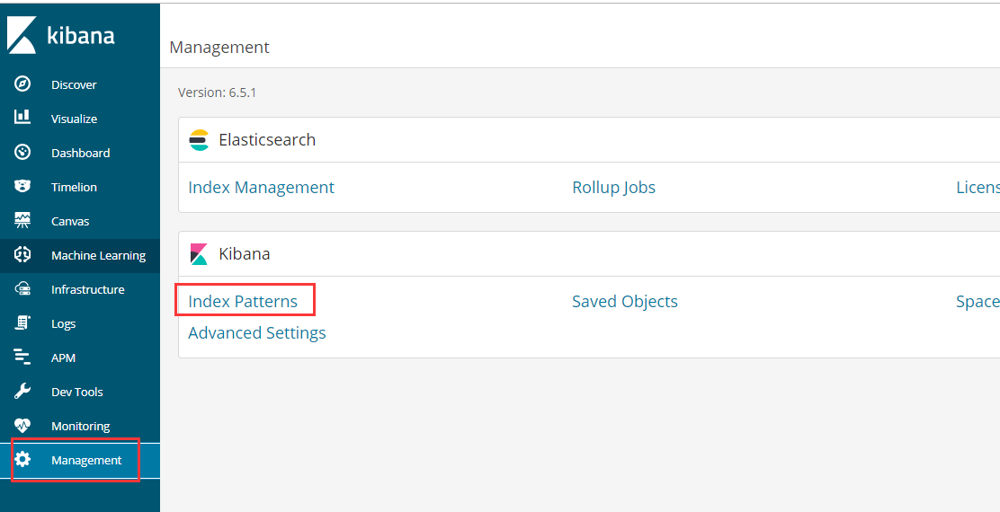 kibana
Discover
Visualize
Dashboard
Timelion
Canvas
Machine Learning
Infrastructure
Logs
APM
Dev Tools
Monitoring
Management
Management
Version: 6.5.1
Elasticsearch
Index Management Rollup Jobs Licens
Kibana
Index Patterns Saved Objects Space
Advanced Settings